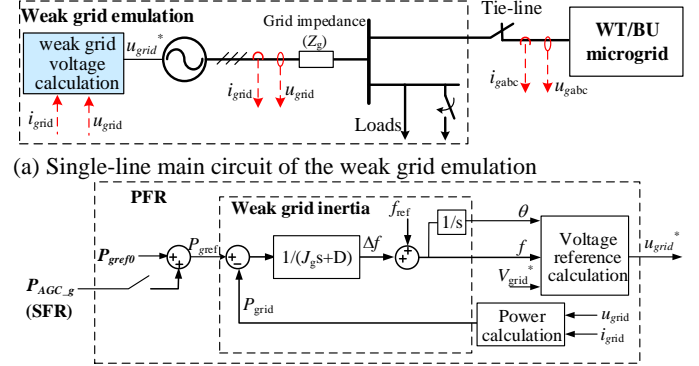 Weak grid emulation
weak grid
voltage
calculation
u_grid*
i_grid
u_grid
i_grid
u_grid
Grid impedance
(Z_g)
Loads
Tie-line
i_gabc
u_gabc
WT/BU
microgrid
(a) Single-line main circuit of the weak grid emulation
PFR
Weak grid inertia
P_gref0
P_AGC_g
(SFR)
P_gref
1/(J_g s+D)
Δf
f_ref
1/s
θ
f
V_grid*
Voltage
reference
calculation
u_grid*
P_grid
Power
calculation
u_grid
i_grid